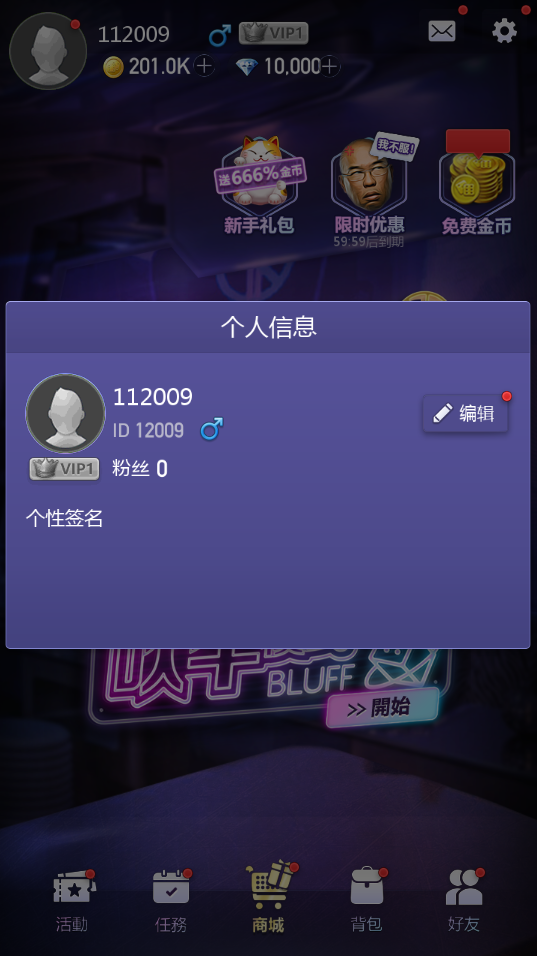 112009
VIP1
201.0K
10,000
我不服!
送666%金币
新手礼包
限时优惠
59:59后到期
免费金币
个人信息
112009
编辑
ID 12009
VIP1
粉丝 0
个性签名
BLUFF
>> 開始
活動
任務
商城
背包
好友